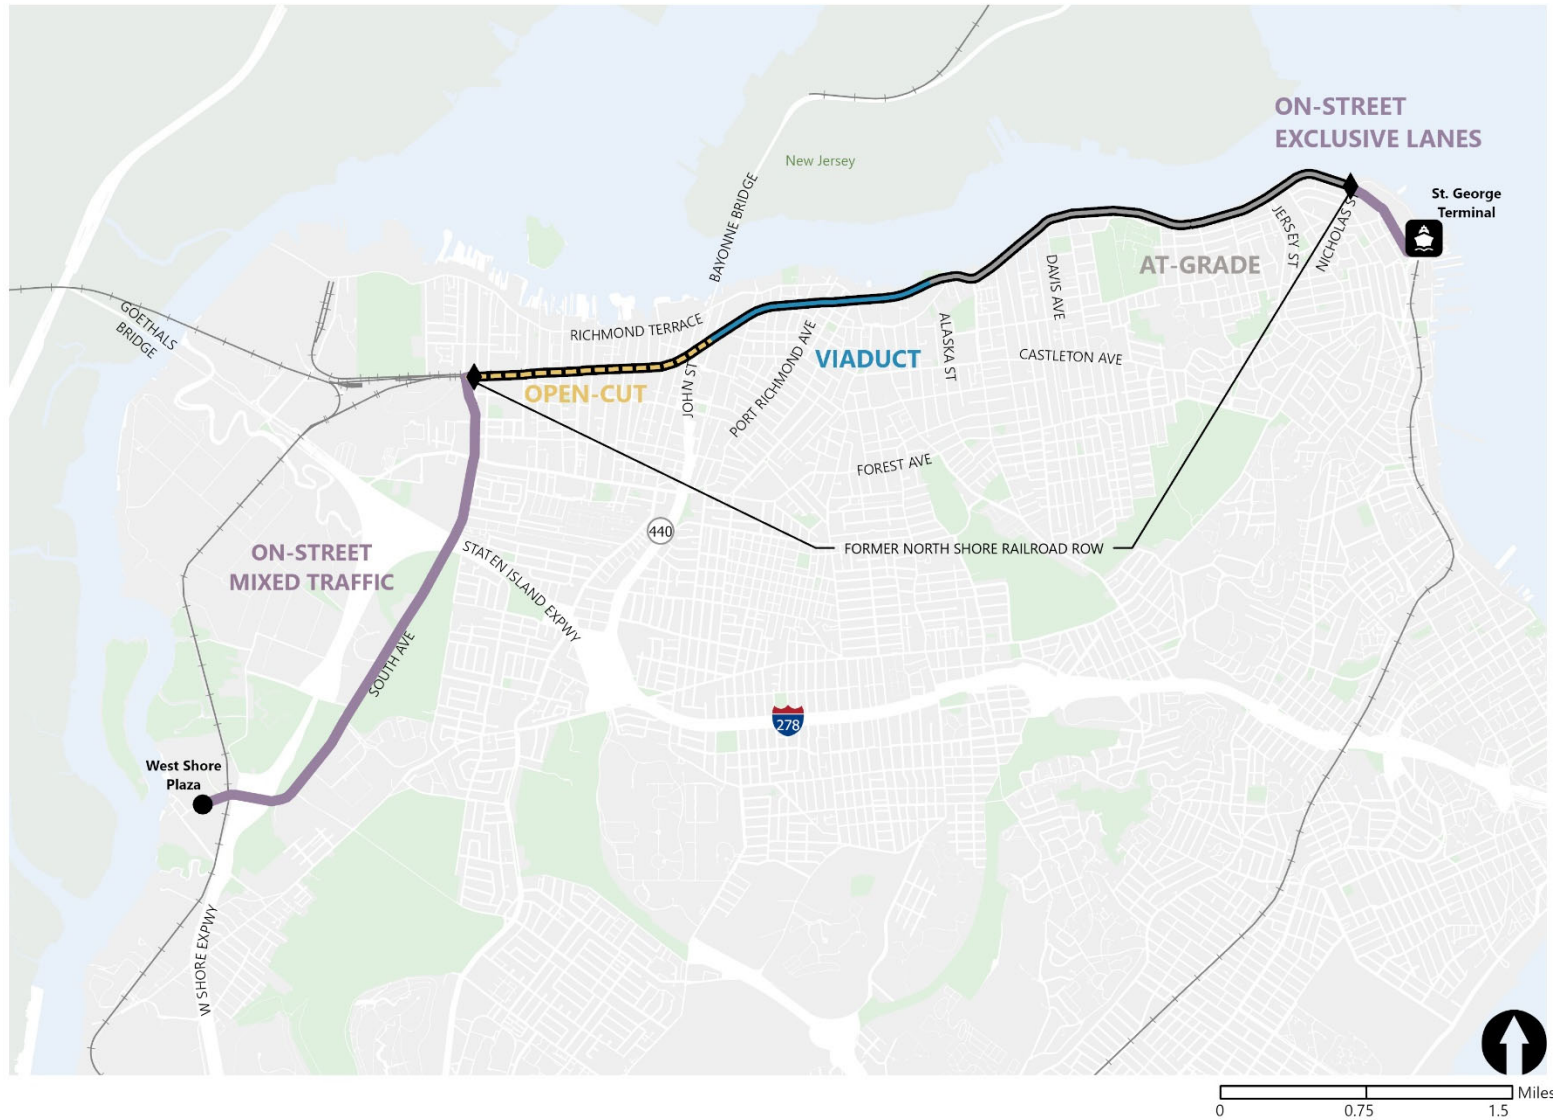 ON-STREET
EXCLUSIVE LANES
New Jersey
BAYONNE BRIDGE
St. George
Terminal
JERSEY ST
NICHOLAS ST
AT-GRADE
DAVIS AVE
GOETHALS
BRIDGE
RICHMOND TERRACE
ALASKA ST
CASTLETON AVE
VIADUCT
PORT RICHMOND AVE
OPEN-CUT
JOHN ST
FOREST AVE
440
FORMER NORTH SHORE RAILROAD ROW
ON-STREET
MIXED TRAFFIC
STATEN ISLAND EXPWY
SOUTH AVE
278
West Shore
Plaza
W SHORE EXPWY
Miles
0 0.75 1.5